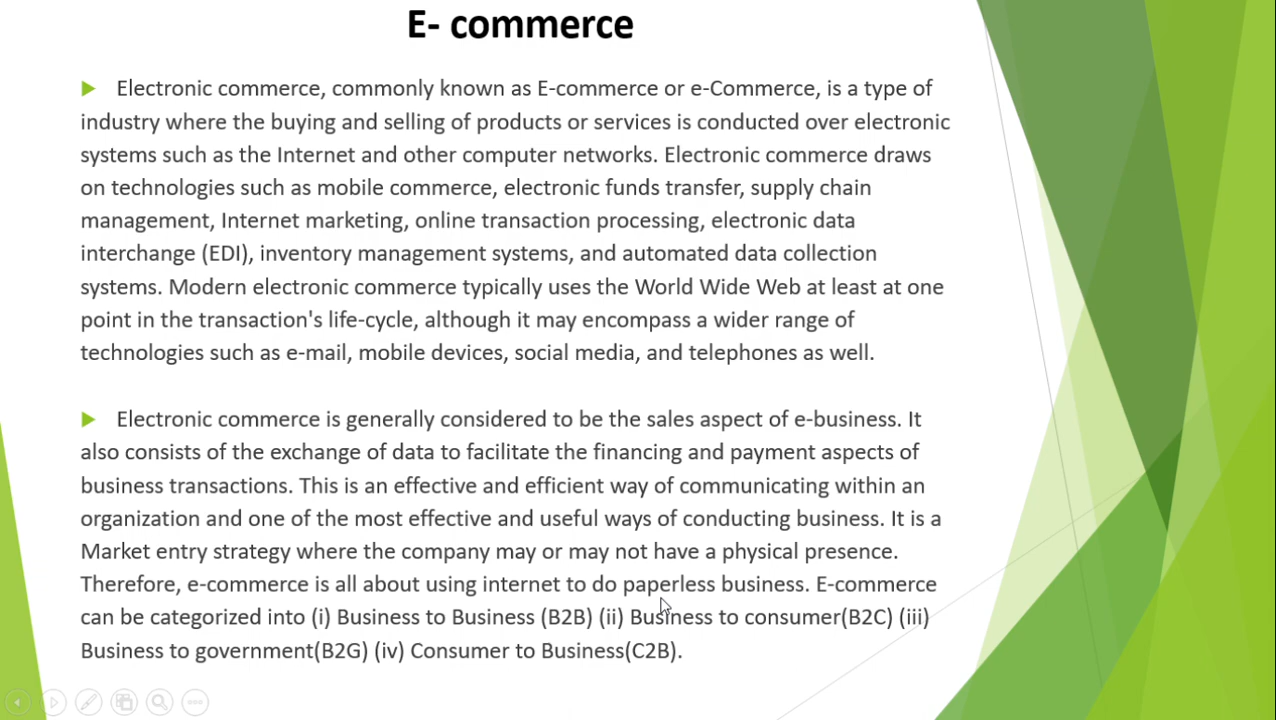 E- commerce
Electronic commerce, commonly known as E-commerce or e-Commerce, is a type of
industry where the buying and selling of products or services is conducted over electronic
systems such as the Internet and other computer networks. Electronic commerce draws
on technologies such as mobile commerce, electronic funds transfer, supply chain
management, Internet marketing, online transaction processing, electronic data
interchange (EDI), inventory management systems, and automated data collection
systems. Modern electronic commerce typically uses the World Wide Web at least at one
point in the transaction's life-cycle, although it may encompass a wider range of
technologies such as e-mail, mobile devices, social media, and telephones as well.
Electronic commerce is generally considered to be the sales aspect of e-business. It
also consists of the exchange of data to facilitate the financing and payment aspects of
business transactions. This is an effective and efficient way of communicating within an
organization and one of the most effective and useful ways of conducting business. It is a
Market entry strategy where the company may or may not have a physical presence.
Therefore, e-commerce is all about using internet to do paperless business. E-commerce
can be categorized into (i) Business to Business (B2B) (ii) Business to consumer(B2C) (iii)
Business to government(B2G) (iv) Consumer to Business(C2B).